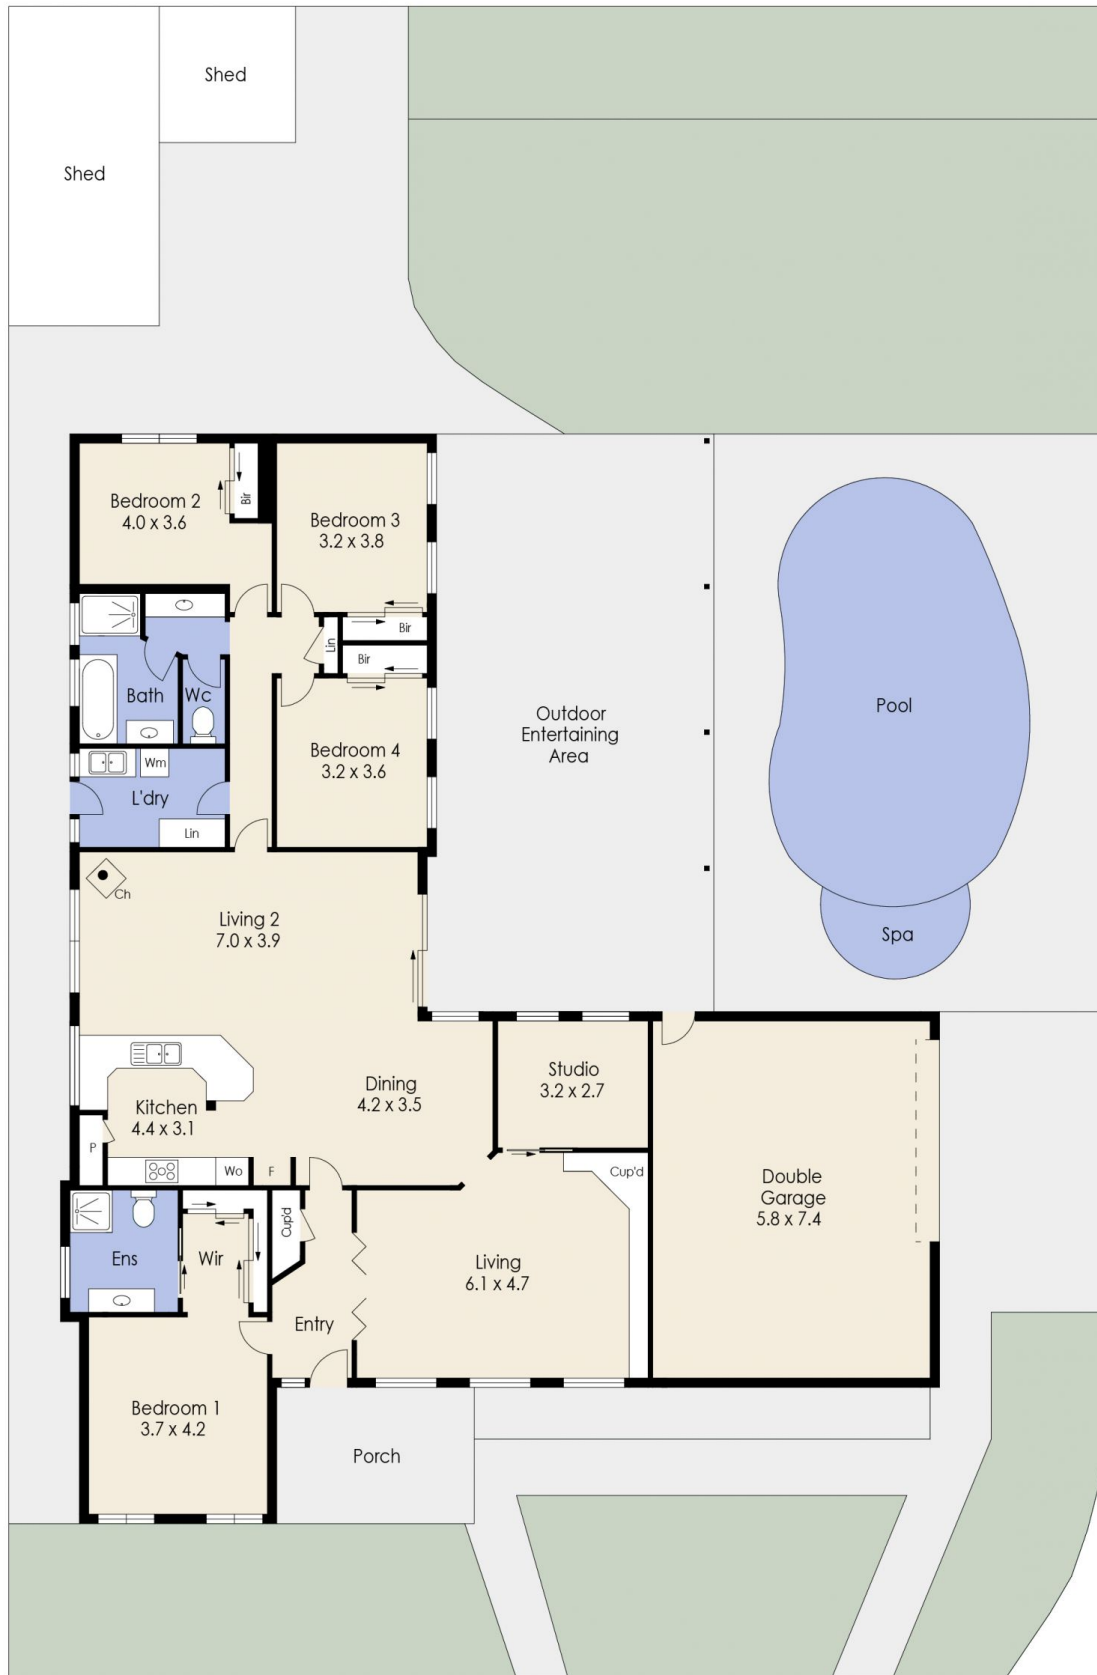 Shed
Shed
Bedroom 2
4.0 x 3.6
Bir
Bedroom 3
3.2 x 3.8
Bir
Lin
Bir
Bath
Wc
Bedroom 4
3.2 x 3.6
Wm
L'dry
Lin
Outdoor
Entertaining
Area
Pool
Spa
Ch
Living 2
7.0 x 3.9
Dining
4.2 x 3.5
Studio
3.2 x 2.7
Kitchen
4.4 x 3.1
P
Wo
F
Cup'd
Double
Garage
5.8 x 7.4
Ens
Wir
Cup'd
Living
6.1 x 4.7
Entry
Bedroom 1
3.7 x 4.2
Porch